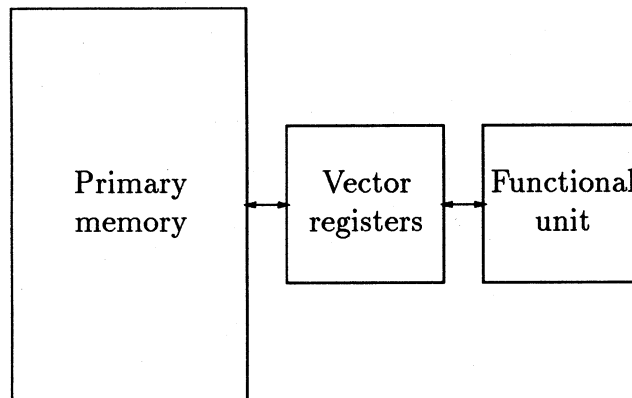 Primary
memory
Vector
registers
Functional
unit